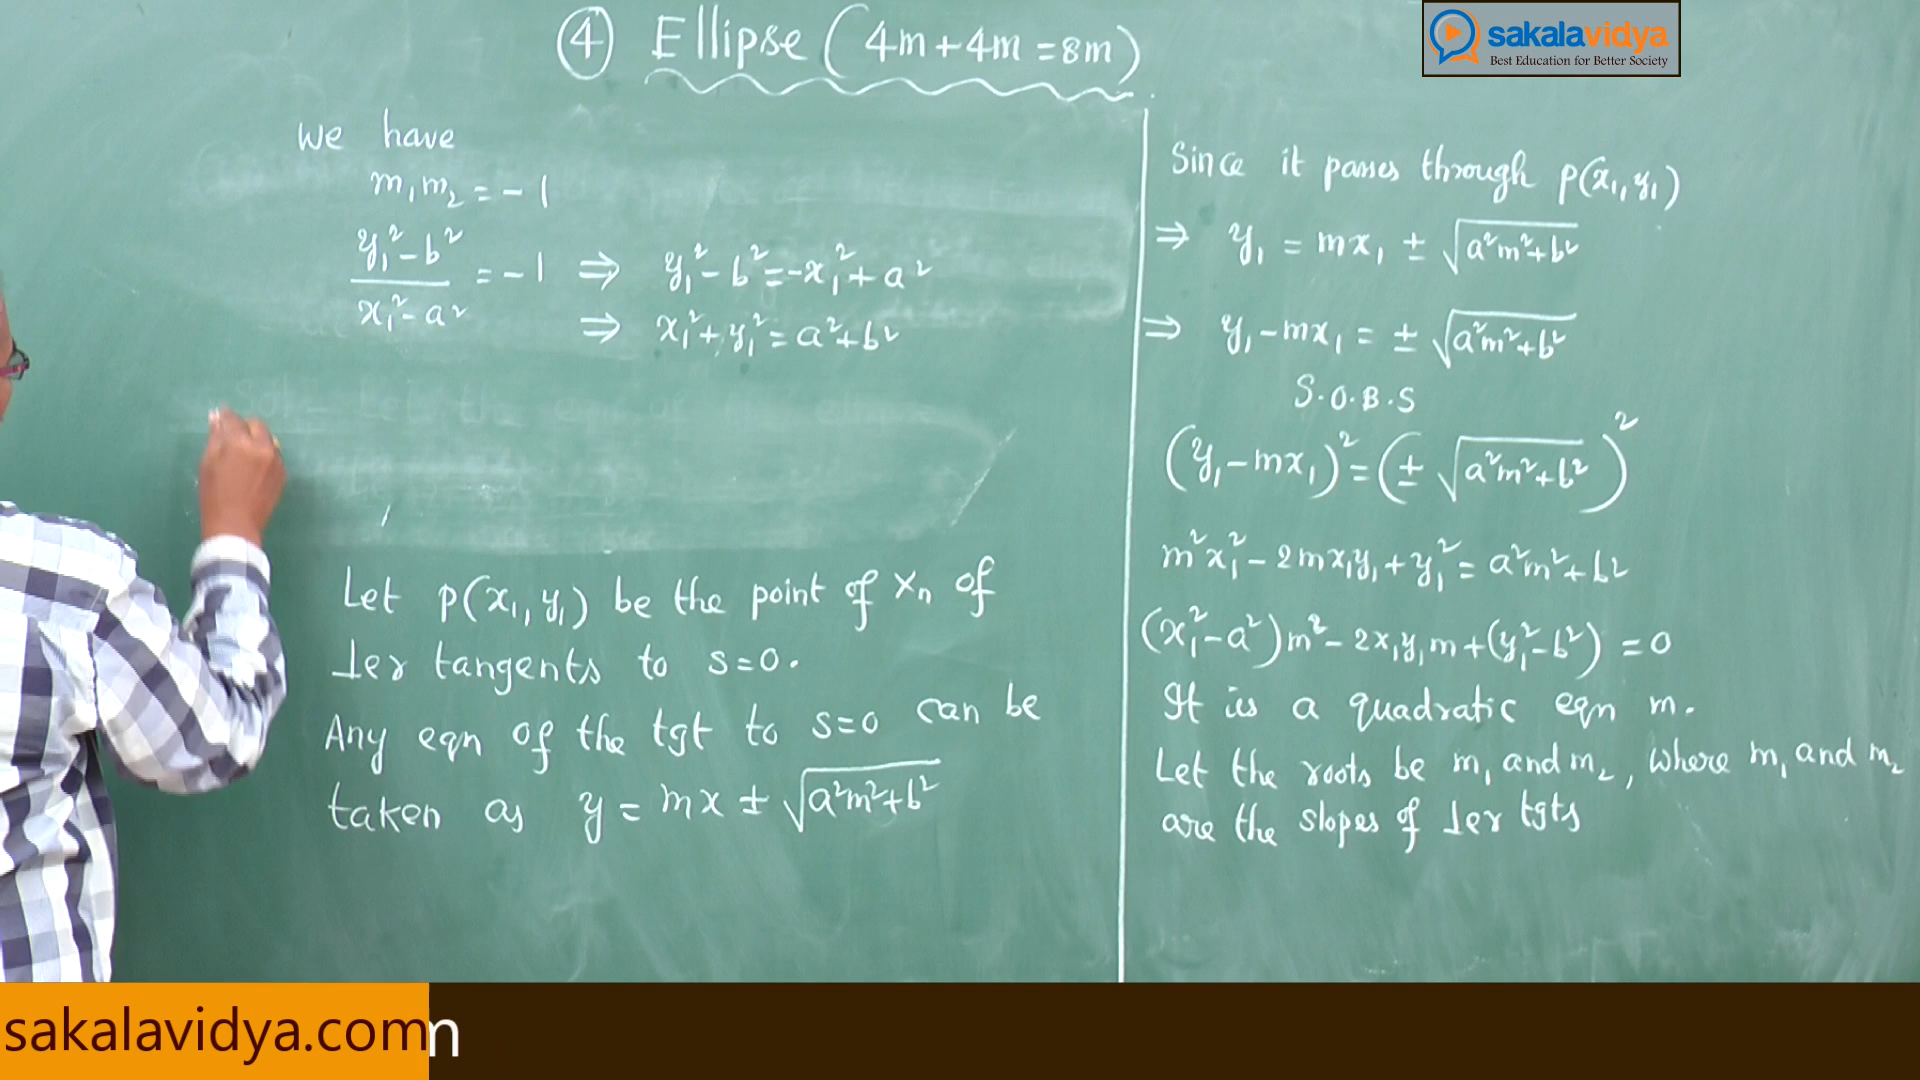 ④ Ellipse (4m+4m=8m)
sakalavidya
Best Education for Better Society
We have
m₁m₂ = -1
(y₁²-b²)/(x₁²-a²) = -1 ⇒ y₁²-b²=-x₁²+a²
⇒ x₁²+y₁²=a²+b²
Let P(x₁,y₁) be the point of xn of
⊥er tangents to S=0.
Any eqn of the tgt to S=0 can be
taken as y = mx ± √(a²m²+b²)
Since it passes through P(x₁,y₁)
⇒ y₁ = mx₁ ± √(a²m²+b²)
⇒ y₁-mx₁ = ± √(a²m²+b²)
S.O.B.S
(y₁-mx₁)²=(± √(a²m²+b²))²
m²x₁²-2mx₁y₁+y₁²=a²m²+b²
(x₁²-a²)m²-2x₁y₁m+(y₁²-b²)=0
It is a quadratic eqn m.
Let the roots be m₁ and m₂, where m₁ and m₂
are the slopes of ⊥er tgts
sakalavidya.com